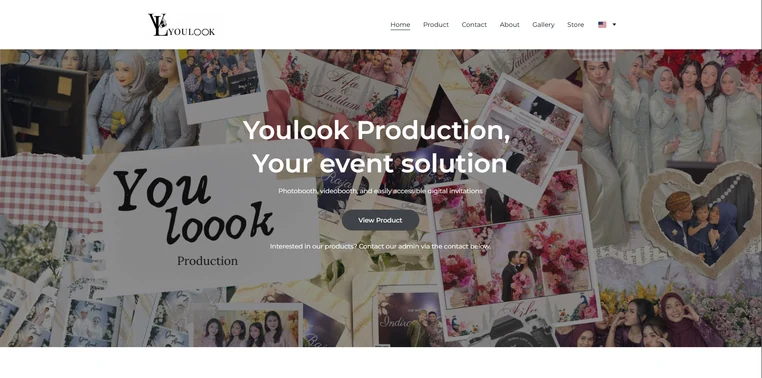 YOULOOK
Home
Product
Contact
About
Gallery
Store
Youlook Production,
Your event solution
Photobooth, videobooth, and easily accessible digital invitations
View Product
Interested in our products? Contact our admin via the contact below.
You
loook
Production